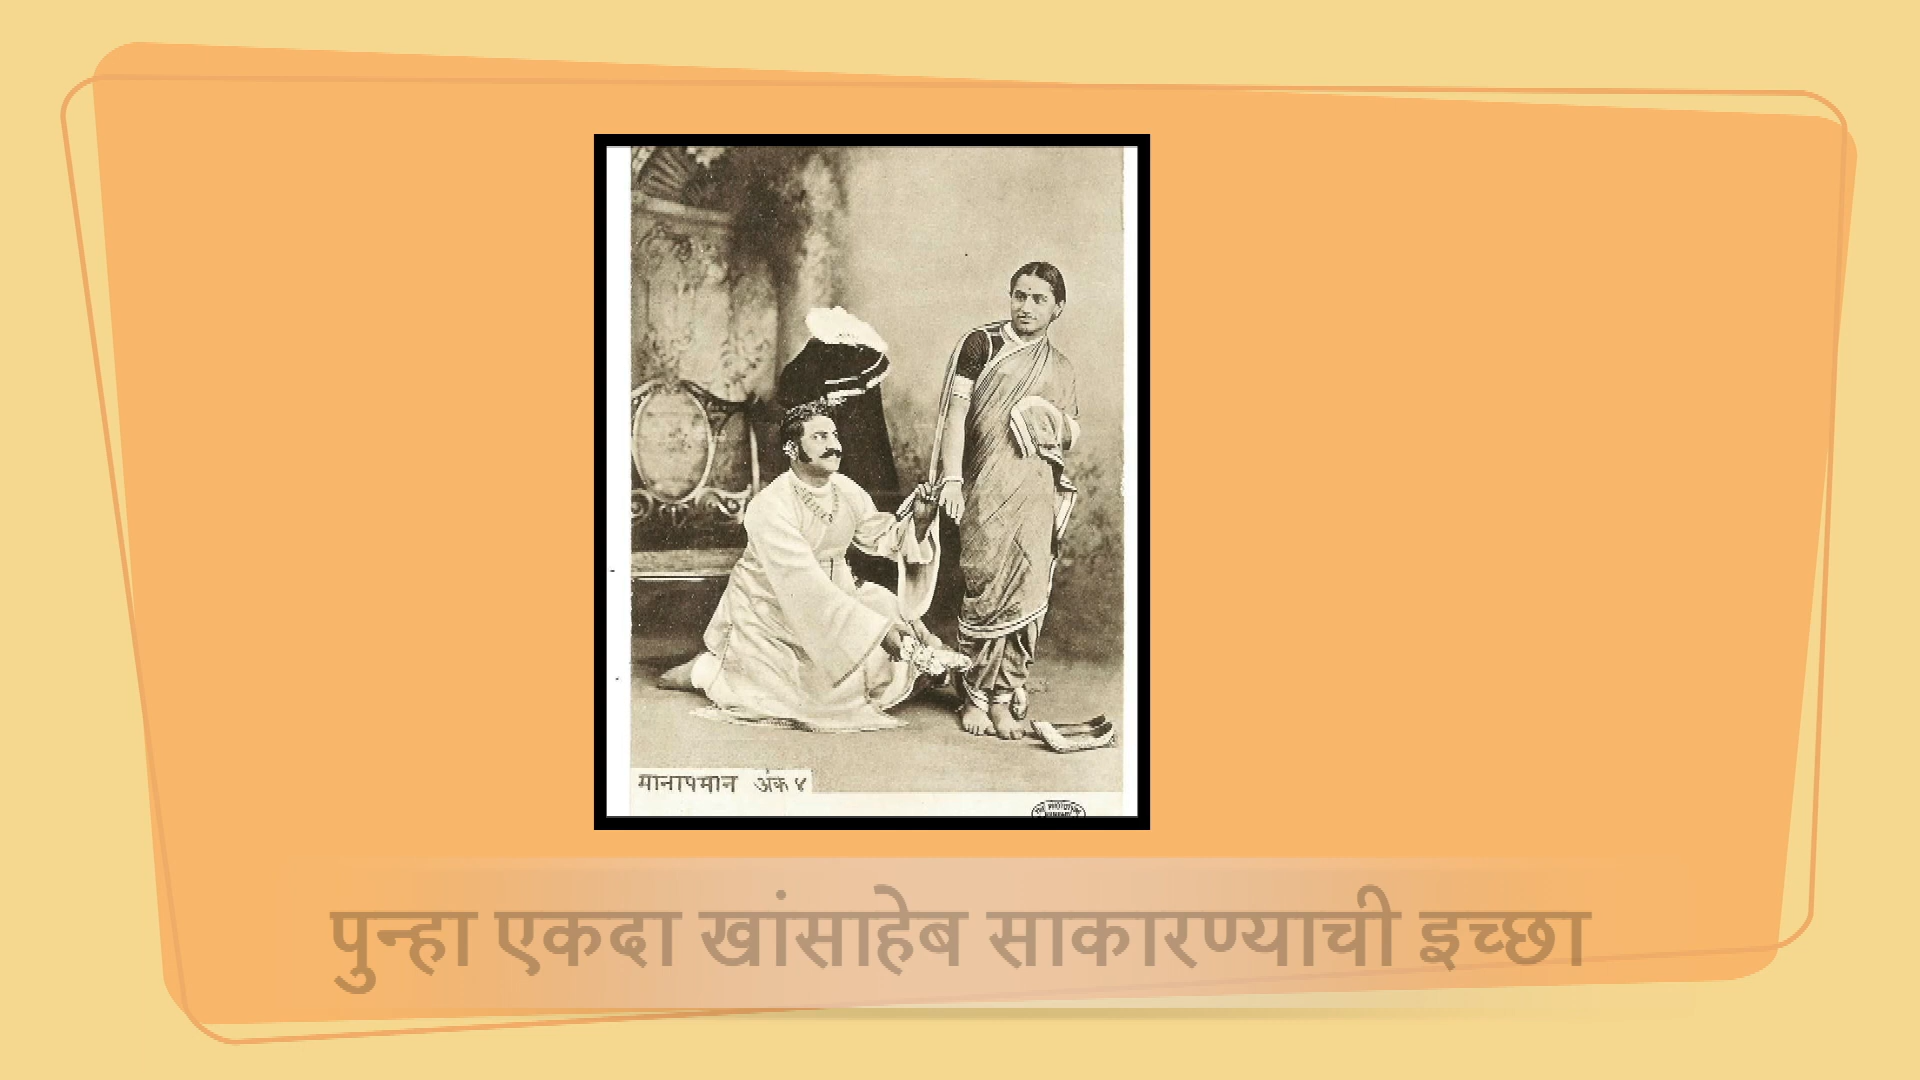 मानापमान अंक ४
पुन्हा एकदा खांसाहेब साकारण्याची इच्छा